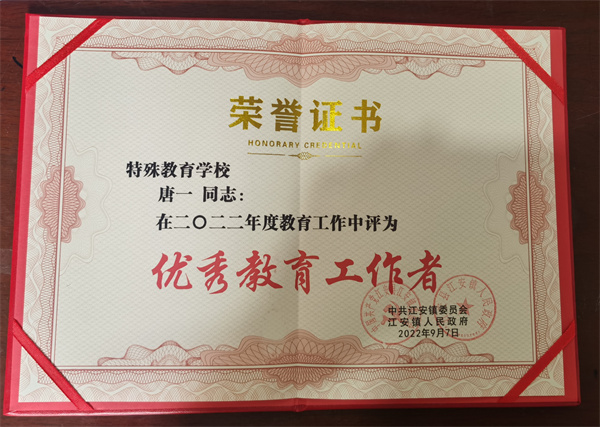 荣誉证书
HONORARY CREDENTIAL
特殊教育学校
唐一 同志：
在二〇二二年度教育工作中评为
优秀教育工作者
中共江安镇委员会
江安镇人民政府
2022年9月7日